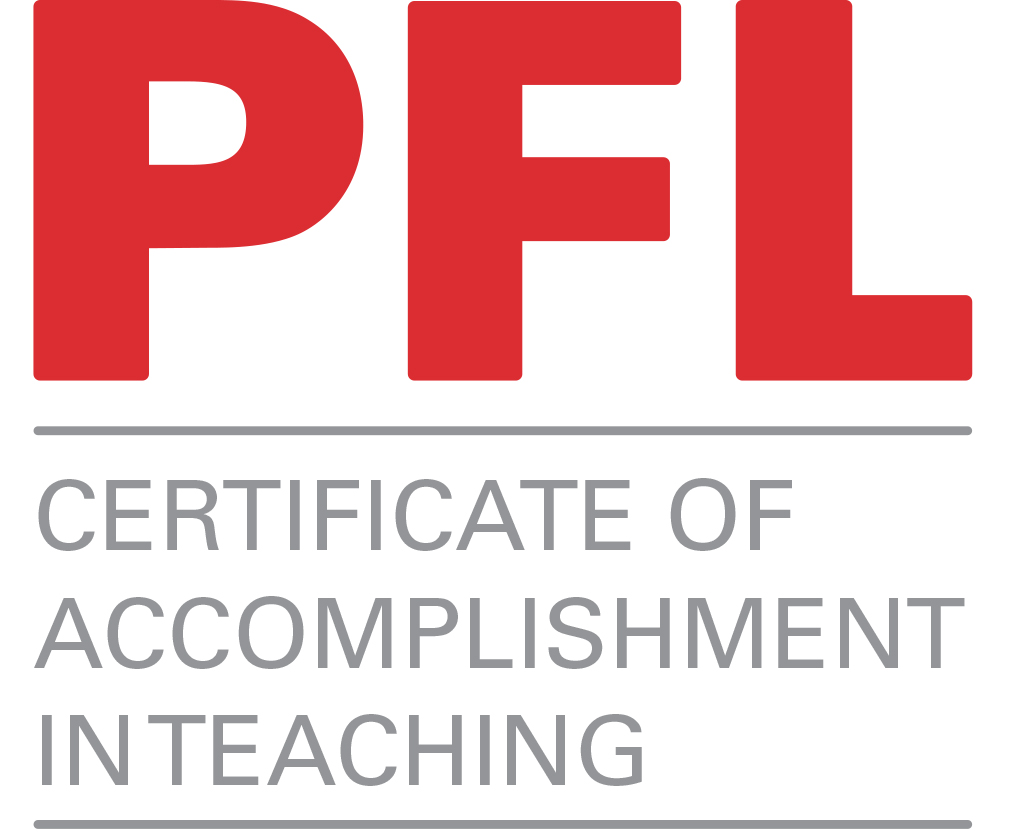 PFL
CERTIFICATE OF
ACCOMPLISHMENT
IN TEACHING